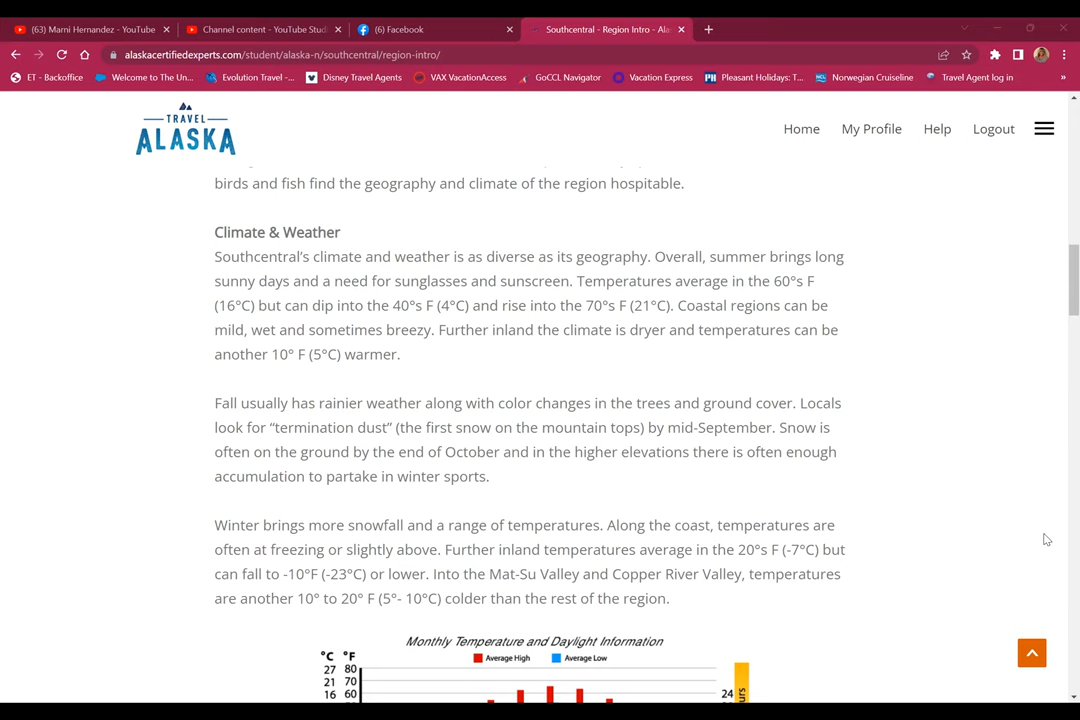 (63) Marni Hernandez - YouTube
Channel content - YouTube Studi
(6) Facebook
Southcentral - Region Intro - Ala
alaskacertifiedexperts.com/student/alaska-n/southcentral/region-intro/
ET - Backoffice
Welcome to The Un...
Evolution Travel -...
Disney Travel Agents
VAX VacationAccess
GoCCL Navigator
Vacation Express
PH Pleasant Holidays: T...
NCL Norwegian Cruiseline
Travel Agent log in
TRAVEL
ALASKA
Home
My Profile
Help
Logout
birds and fish find the geography and climate of the region hospitable.
Climate & Weather
Southcentral's climate and weather is as diverse as its geography. Overall, summer brings long
sunny days and a need for sunglasses and sunscreen. Temperatures average in the 60°s F
(16°C) but can dip into the 40°s F (4°C) and rise into the 70°s F (21°C). Coastal regions can be
mild, wet and sometimes breezy. Further inland the climate is dryer and temperatures can be
another 10° F (5°C) warmer.
Fall usually has rainier weather along with color changes in the trees and ground cover. Locals
look for “termination dust” (the first snow on the mountain tops) by mid-September. Snow is
often on the ground by the end of October and in the higher elevations there is often enough
accumulation to partake in winter sports.
Winter brings more snowfall and a range of temperatures. Along the coast, temperatures are
often at freezing or slightly above. Further inland temperatures average in the 20°s F (-7°C) but
can fall to -10°F (-23°C) or lower. Into the Mat-Su Valley and Copper River Valley, temperatures
are another 10° to 20° F (5°- 10°C) colder than the rest of the region.
Monthly Temperature and Daylight Information
°C °F
Average High
Average Low
27 80
21 70
16 60
24